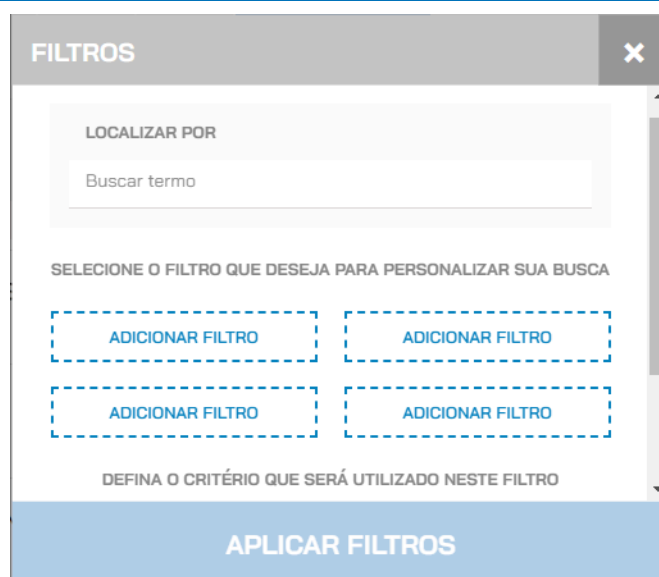 FILTROS
LOCALIZAR POR
Buscar termo
SELECIONE O FILTRO QUE DESEJA PARA PERSONALIZAR SUA BUSCA
ADICIONAR FILTRO ADICIONAR FILTRO
ADICIONAR FILTRO ADICIONAR FILTRO
DEFINA O CRITÉRIO QUE SERÁ UTILIZADO NESTE FILTRO
APLICAR FILTROS